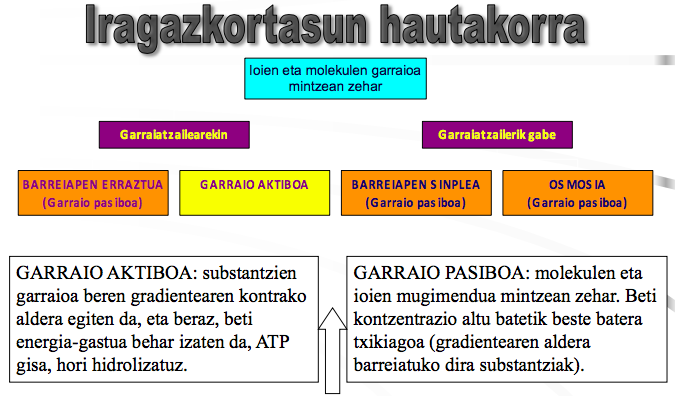 Iragazkortasun hautakorra
Ioien eta molekulen garraioa
mintzean zehar
Garraiatzailearekin
Garraiatzailerik gabe
BARREIAPEN ERRAZTUA
(Garraio pasiboa)
GARRAIO AKTIBOA
BARREIAPEN SINPLEA
(Garraio pasiboa)
OSMOSIA
(Garraio pasiboa)
GARRAIO AKTIBOA: substantzien
garraioa beren gradientearen kontrako
aldera egiten da, eta beraz, beti
energia-gastua behar izaten da, ATP
gisa, hori hidrolizatuz.
GARRAIO PASIBOA: molekulen eta
ioien mugimendua mintzean zehar. Beti
kontzentrazio altu batetik beste batera
txikiagoa (gradientearen aldera
barreiatuko dira substantziak).